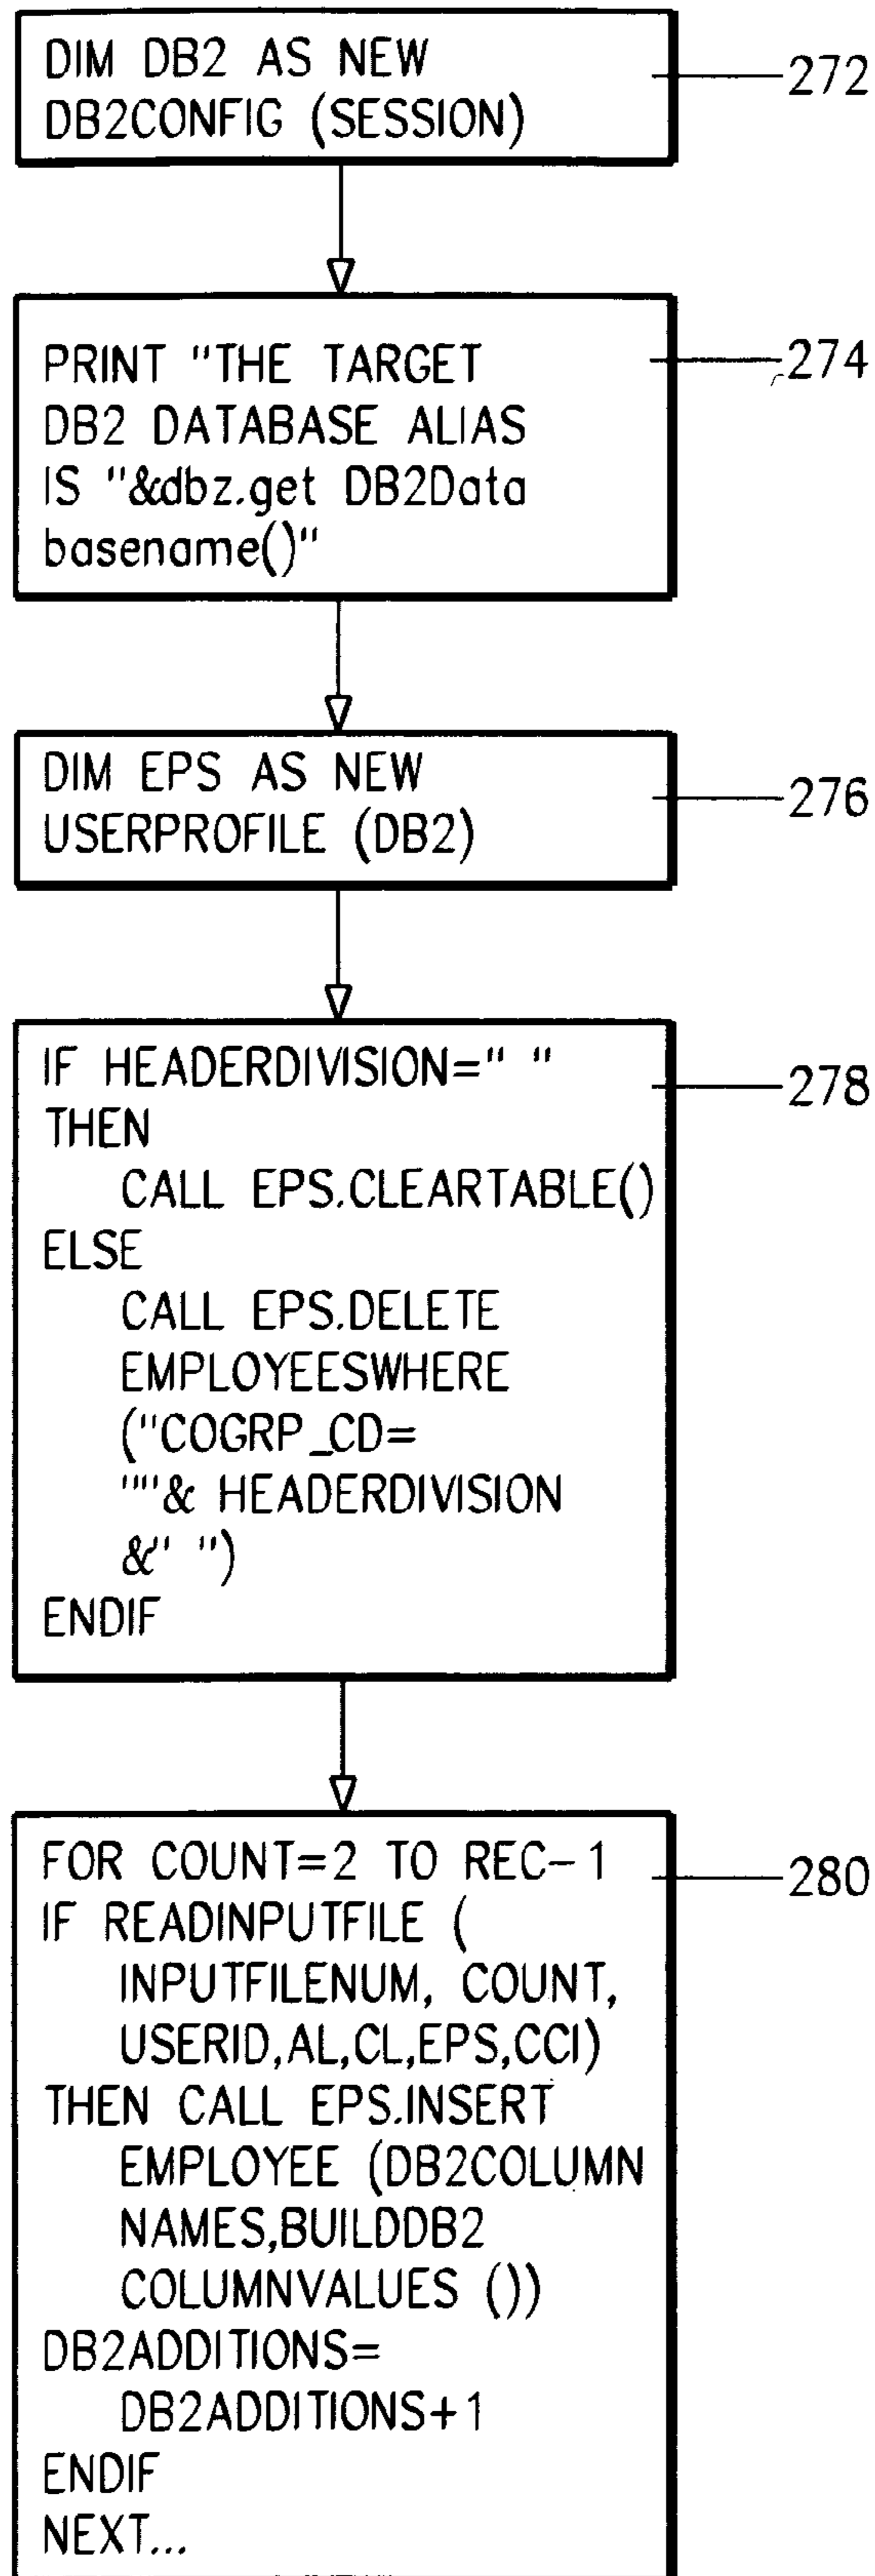 DIM DB2 AS NEW
DB2CONFIG (SESSION)
272
PRINT "THE TARGET
DB2 DATABASE ALIAS
IS "&dbz.get DB2Data
basename()"
274
DIM EPS AS NEW
USERPROFILE (DB2)
276
IF HEADERDIVISION=" "
THEN
CALL EPS.CLEARTABLE()
ELSE
CALL EPS.DELETE
EMPLOYEESWHERE
("COGRP_CD=
""& HEADERDIVISION
&" ")
ENDIF
278
FOR COUNT=2 TO REC-1
IF READINPUTFILE (
INPUTFILENUM, COUNT,
USERID,AL,CL,EPS,CCI)
THEN CALL EPS.INSERT
EMPLOYEE (DB2COLUMN
NAMES,BUILDDB2
COLUMNVALUES ())
DB2ADDITIONS=
DB2ADDITIONS+1
ENDIF
NEXT...
280